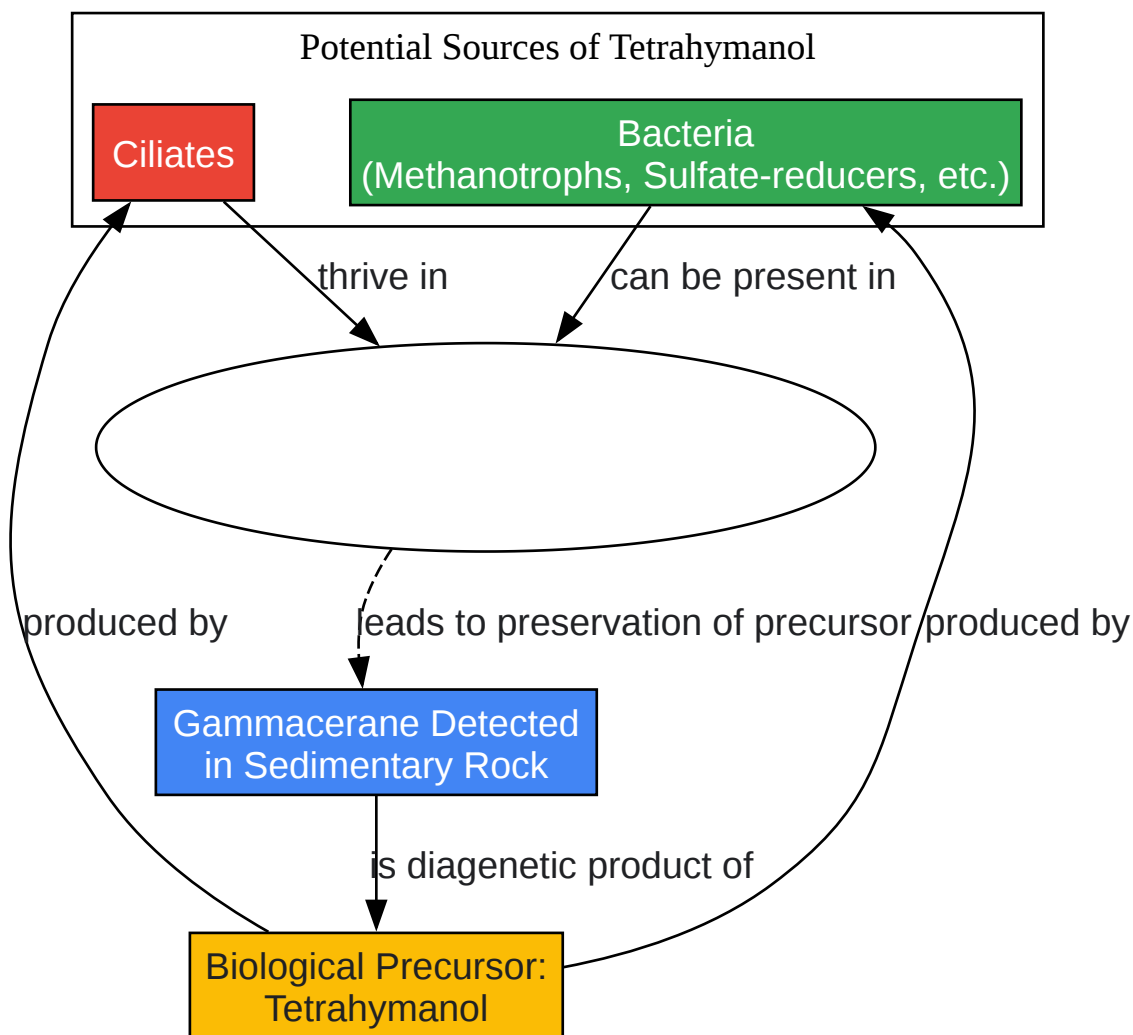 Potential Sources of Tetrahymanol
Ciliates
Bacteria
(Methanotrophs, Sulfate-reducers, etc.)
thrive in
can be present in
produced by
leads to preservation of precursor
produced by
Gammacerane Detected
in Sedimentary Rock
is diagenetic product of
Biological Precursor:
Tetrahymanol